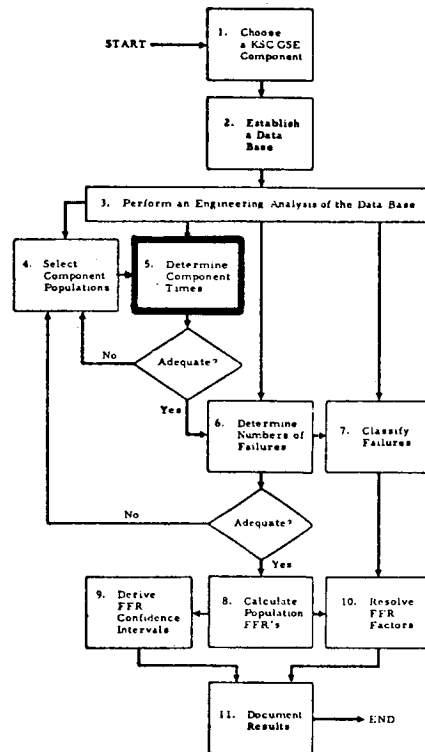 START
1. Choose
a KSC GSE
Component
2. Establish
a Data
Base
3. Perform an Engineering Analysis of the Data Base
4. Select
Component
Populations
5. Determine
Component
Times
No
Adequate?
Yes
6. Determine
Numbers of
Failures
7. Classify
Failures
No
Adequate?
Yes
9. Derive
FFR
Confidence
Intervals
8. Calculate
Population
FFR's
10. Resolve
FFR
Factors
11. Document
Results
END